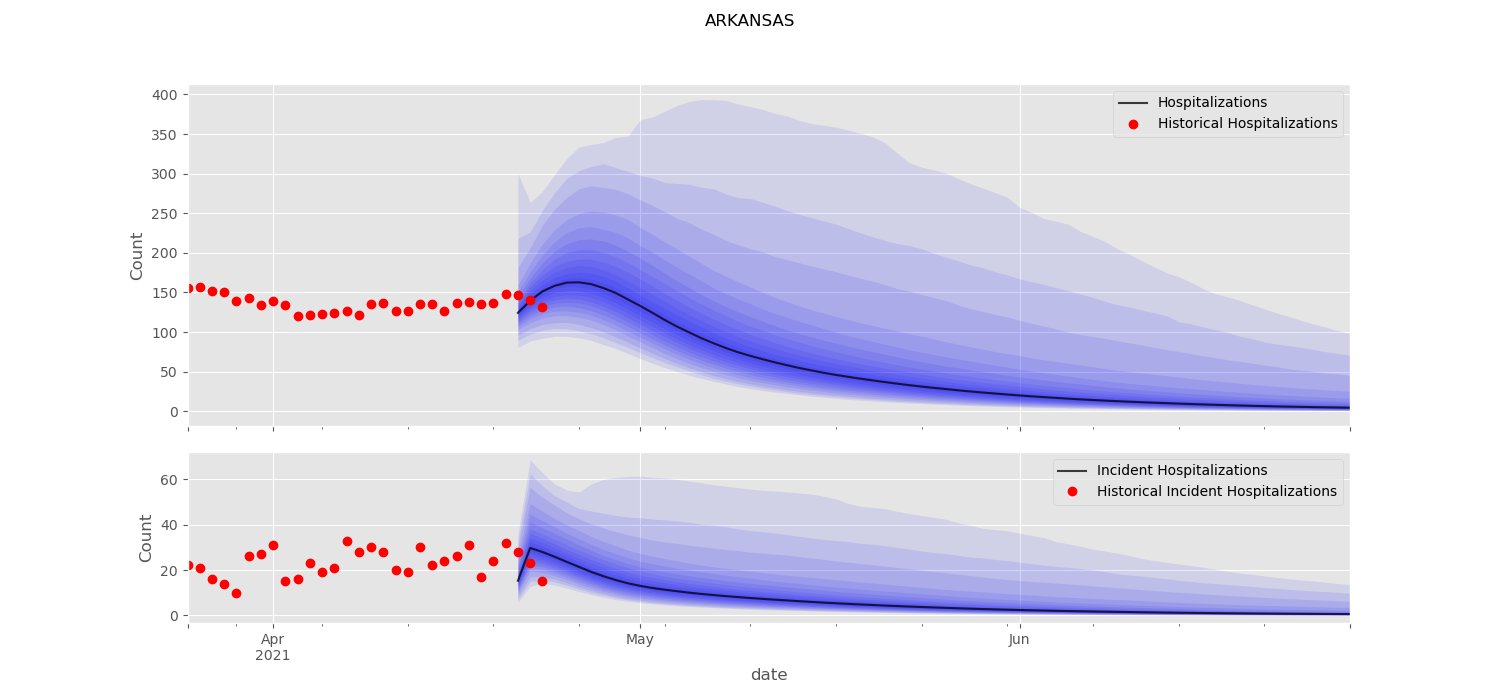 ARKANSAS
400
350
300
250
200
150
100
50
0
Count
Hospitalizations
Historical Hospitalizations
60
40
20
0
Count
Incident Hospitalizations
Historical Incident Hospitalizations
Apr
2021
May
Jun
date